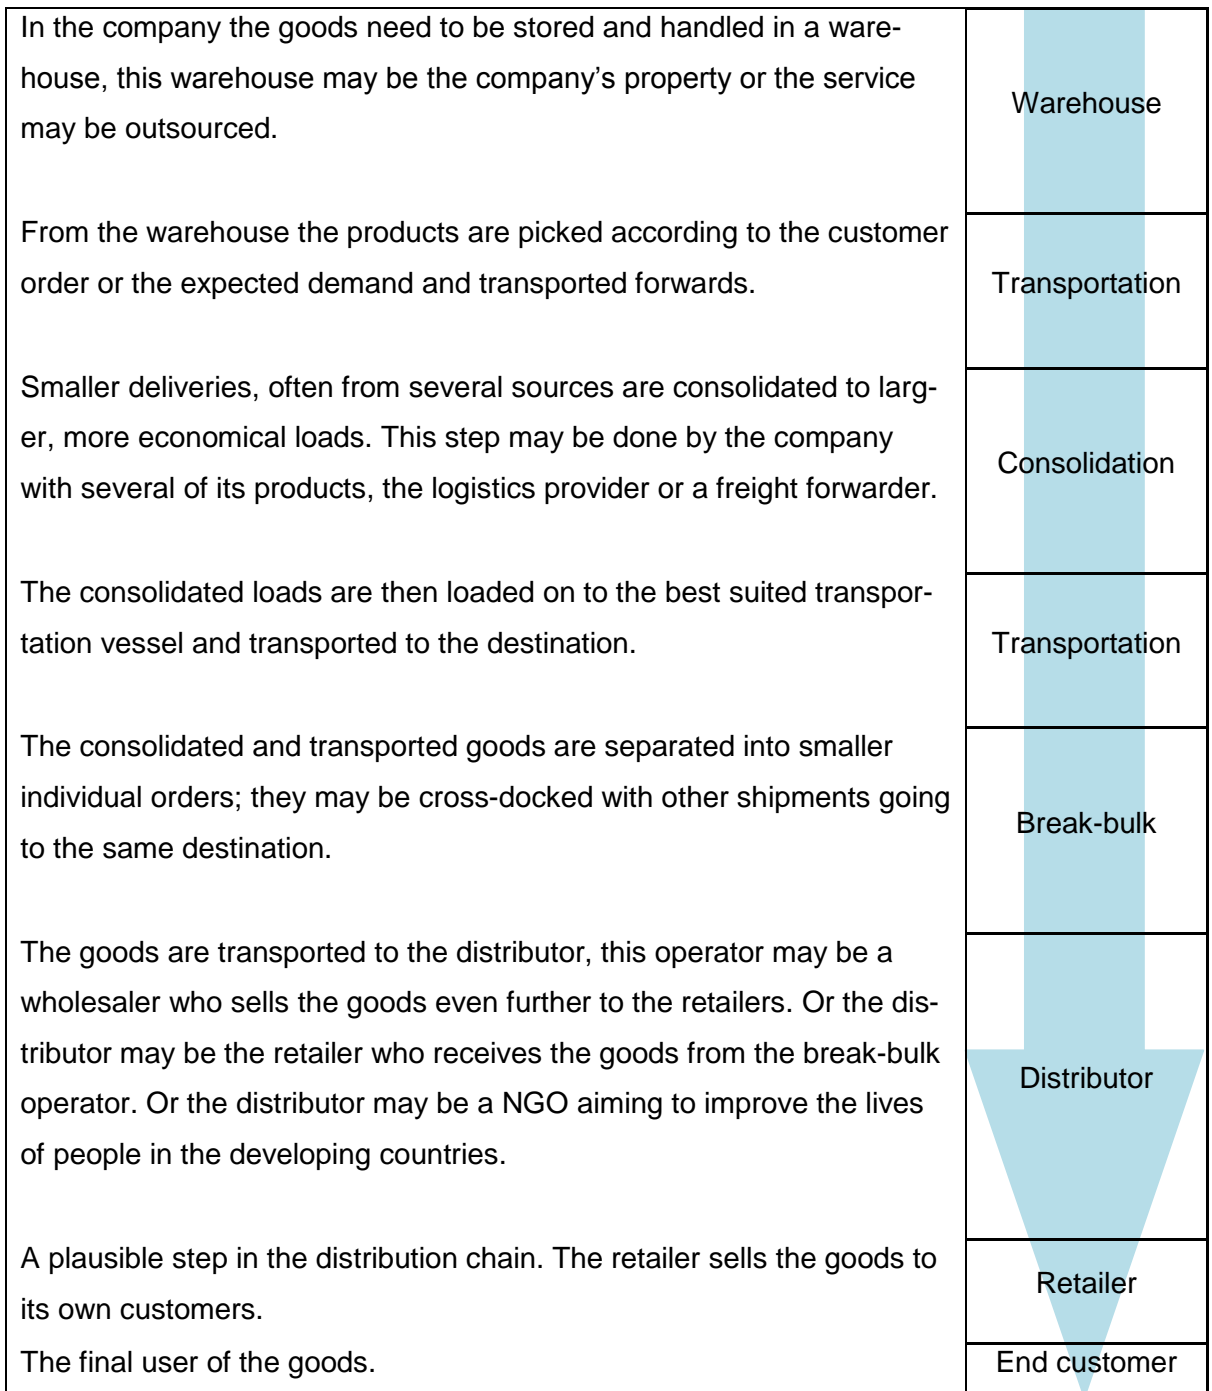 In the company the goods need to be stored and handled in a ware-
house, this warehouse may be the company’s property or the service
may be outsourced.
Warehouse
From the warehouse the products are picked according to the customer
order or the expected demand and transported forwards.
Transportation
Smaller deliveries, often from several sources are consolidated to larg-
er, more economical loads. This step may be done by the company
with several of its products, the logistics provider or a freight forwarder.
Consolidation
The consolidated loads are then loaded on to the best suited transpor-
tation vessel and transported to the destination.
Transportation
The consolidated and transported goods are separated into smaller
individual orders; they may be cross-docked with other shipments going
to the same destination.
Break-bulk
The goods are transported to the distributor, this operator may be a
wholesaler who sells the goods even further to the retailers. Or the dis-
tributor may be the retailer who receives the goods from the break-bulk
operator. Or the distributor may be a NGO aiming to improve the lives
of people in the developing countries.
Distributor
A plausible step in the distribution chain. The retailer sells the goods to
its own customers.
Retailer
The final user of the goods.
End customer